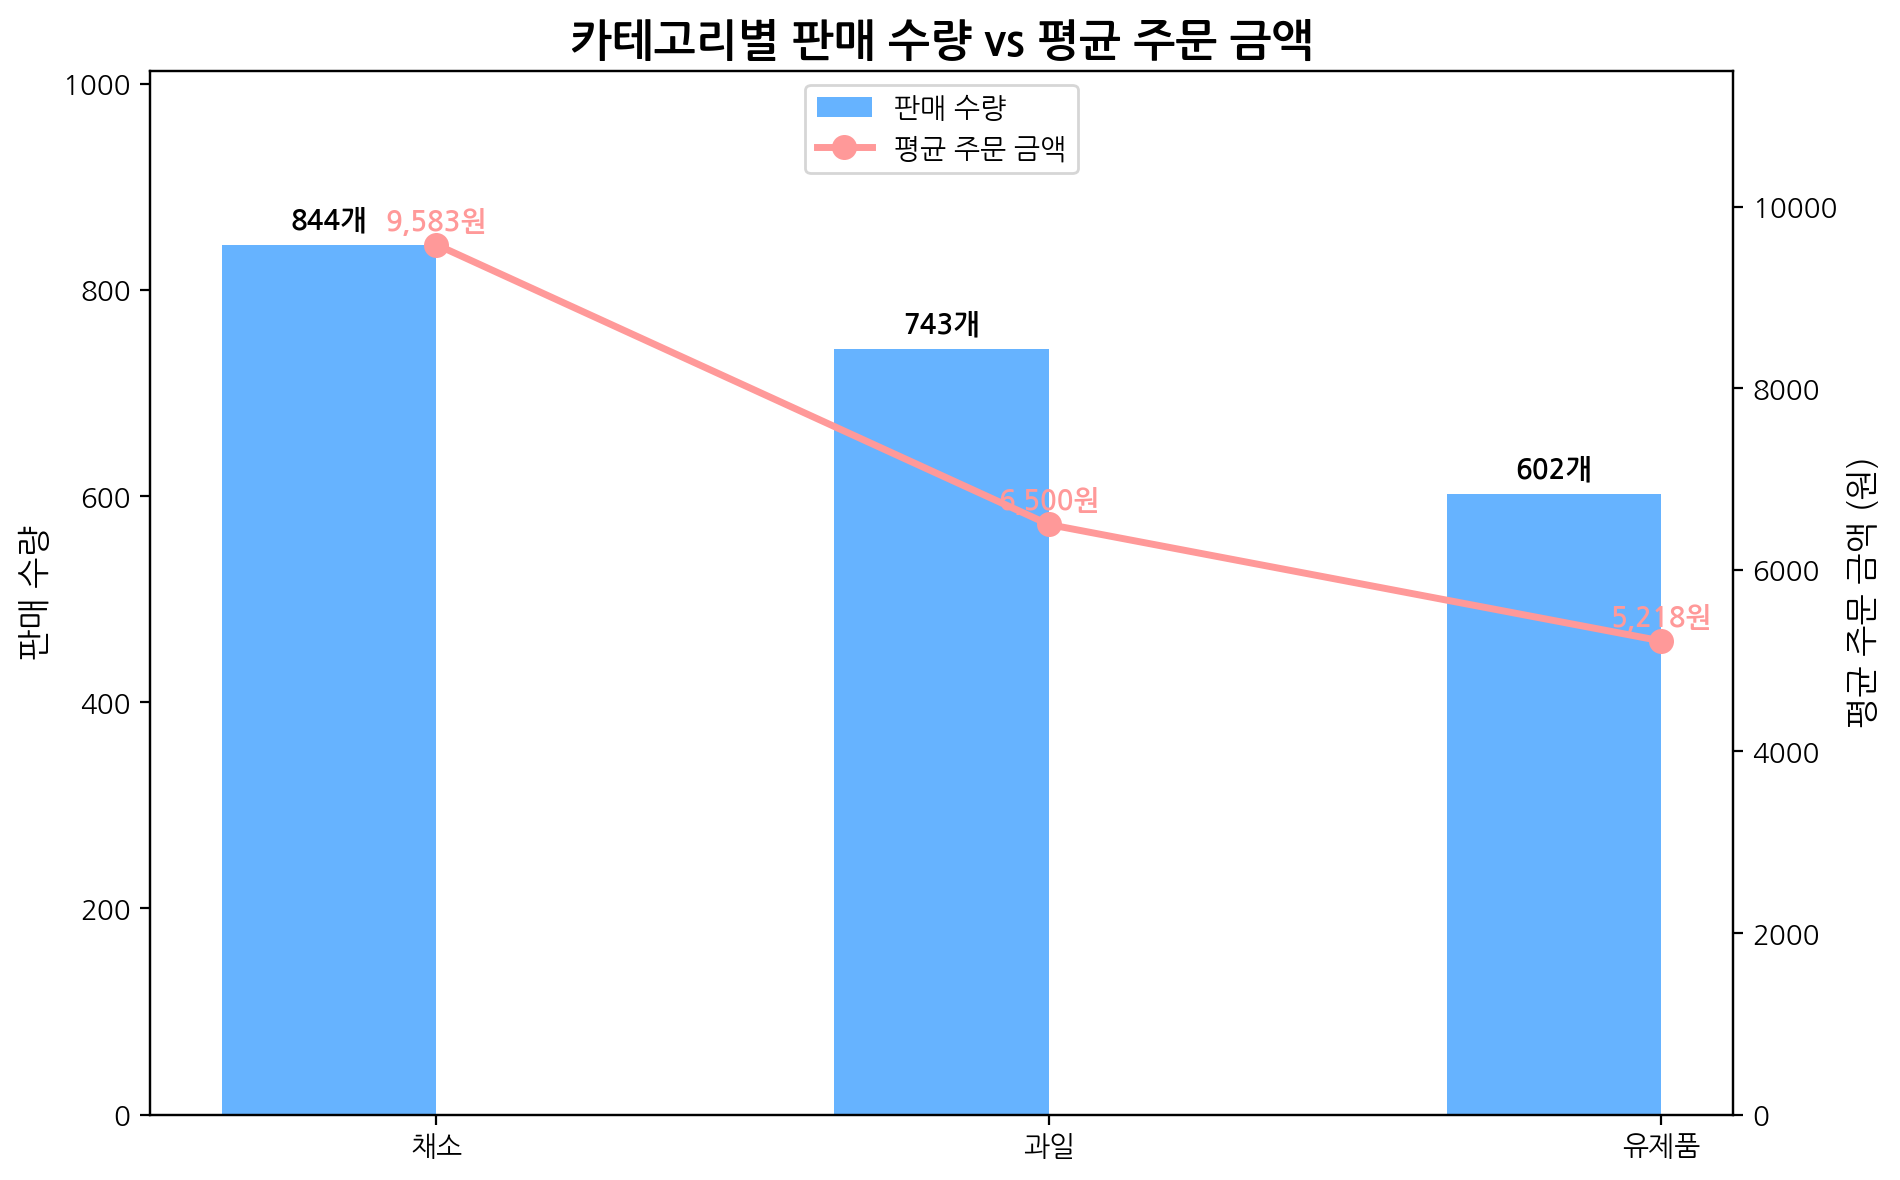 카테고리별 판매 수량 vs 평균 주문 금액
판매 수량
평균 주문 금액
844개
9,583원
743개
6,500원
602개
5,218원
1000
800
600
400
200
0
판매 수량
10000
8000
6000
4000
2000
0
평균 주문 금액 (원)
채소
과일
유제품